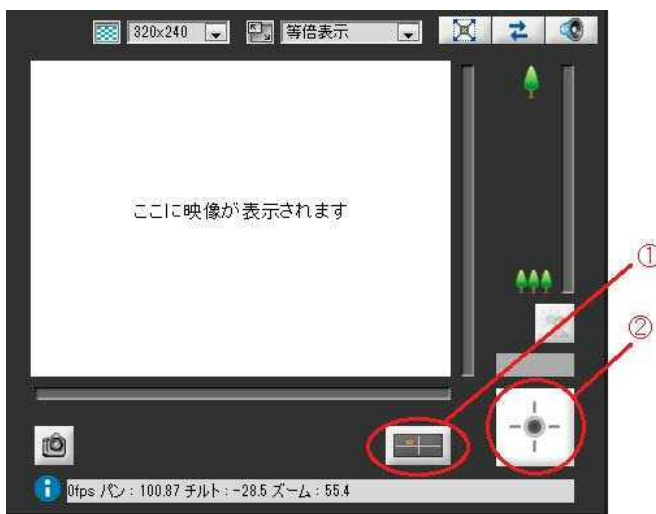 320x240 等倍表示
ここに映像が表示されます
①
②
0fps パン：100.87 チルト：-28.5 ズーム：55.4